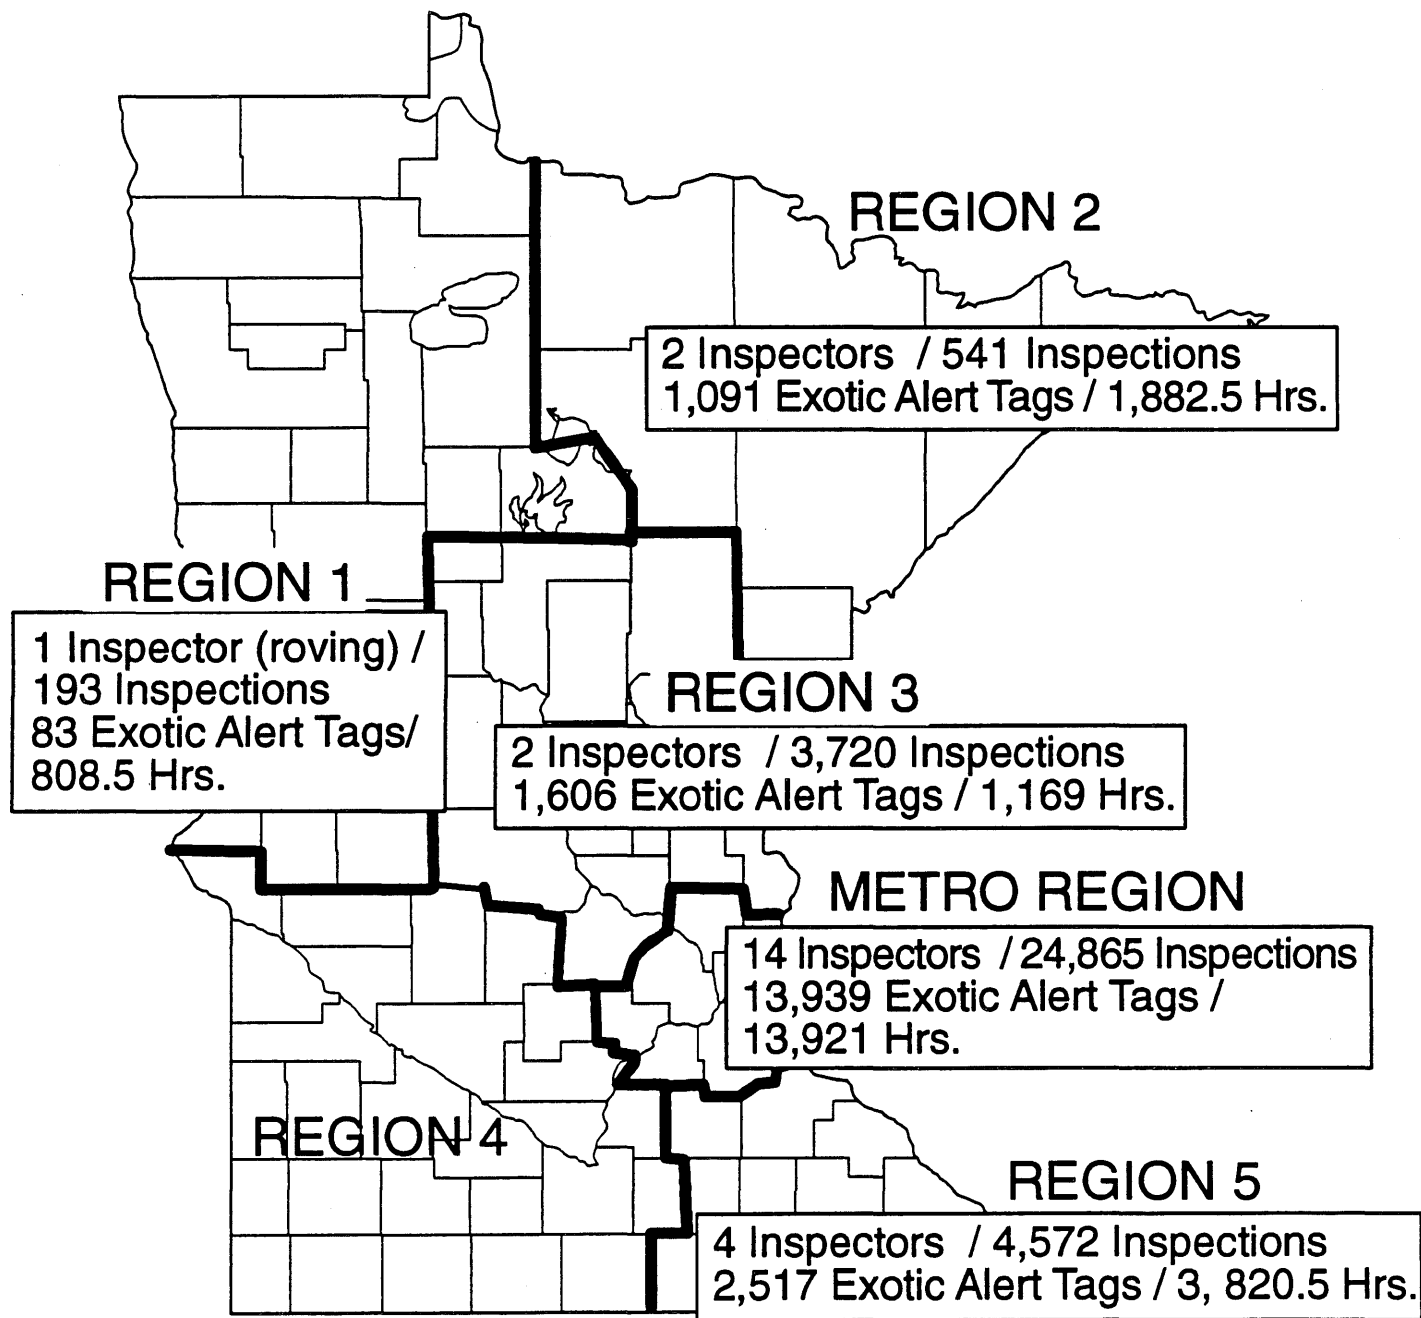 REGION 2
2 Inspectors / 541 Inspections
1,091 Exotic Alert Tags / 1,882.5 Hrs.
REGION 1
1 Inspector (roving) /
193 Inspections
83 Exotic Alert Tags/
808.5 Hrs.
REGION 3
2 Inspectors / 3,720 Inspections
1,606 Exotic Alert Tags / 1,169 Hrs.
METRO REGION
14 Inspectors / 24,865 Inspections
13,939 Exotic Alert Tags /
13,921 Hrs.
REGION 4
REGION 5
4 Inspectors / 4,572 Inspections
2,517 Exotic Alert Tags / 3, 820.5 Hrs.